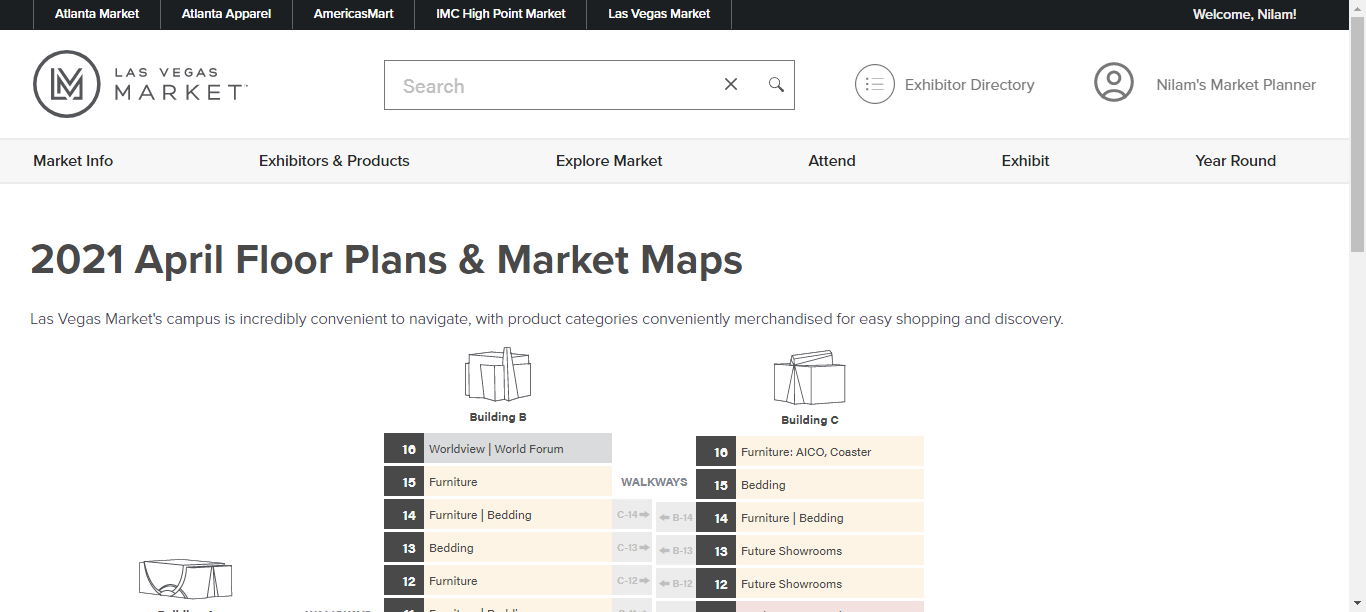 Atlanta Market
Atlanta Apparel
AmericasMart
IMC High Point Market
Las Vegas Market
Welcome, Nilam!
LAS VEGAS
MARKET
Search
Exhibitor Directory
Nilam's Market Planner
Market Info
Exhibitors & Products
Explore Market
Attend
Exhibit
Year Round
2021 April Floor Plans & Market Maps
Las Vegas Market's campus is incredibly convenient to navigate, with product categories conveniently merchandised for easy shopping and discovery.
Building B
16 Worldview | World Forum
15 Furniture
14 Furniture | Bedding
13 Bedding
12 Furniture
WALKWAYS
C-14
B-14
C-13
B-13
C-12
B-12
Building C
16 Furniture: AICO, Coaster
15 Bedding
14 Furniture | Bedding
13 Future Showrooms
12 Future Showrooms